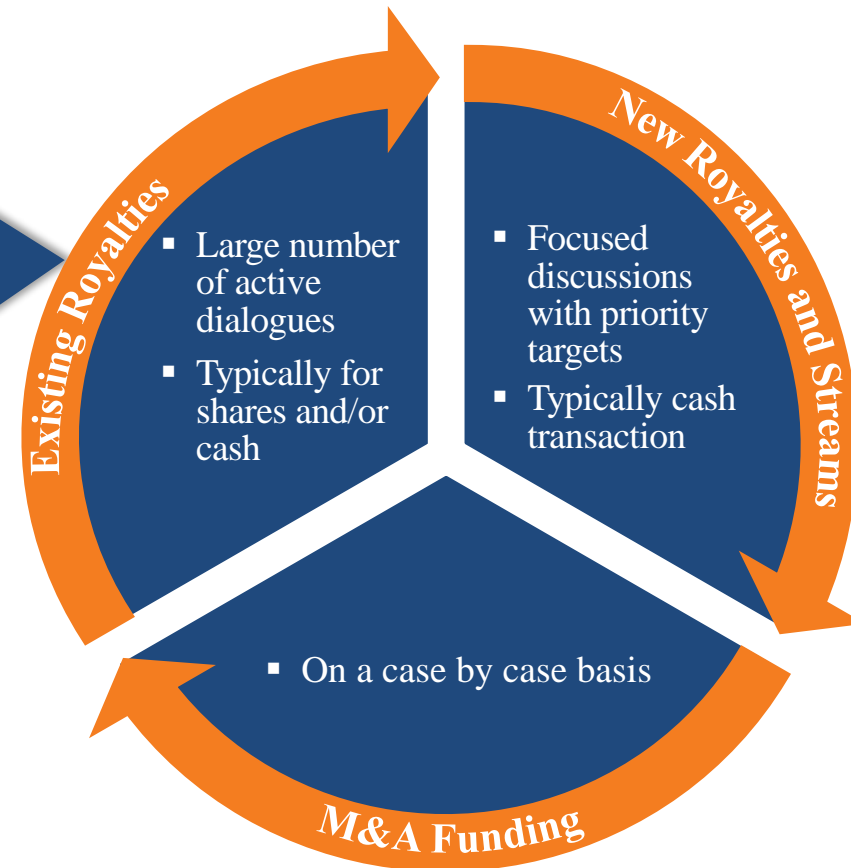 Existing Royalties
▪ Large number
of active
dialogues
▪ Typically for
shares and/or
cash
New Royalties and Streams
▪ Focused
discussions
with priority
targets
▪ Typically cash
transaction
▪ On a case by case basis
M&A Funding